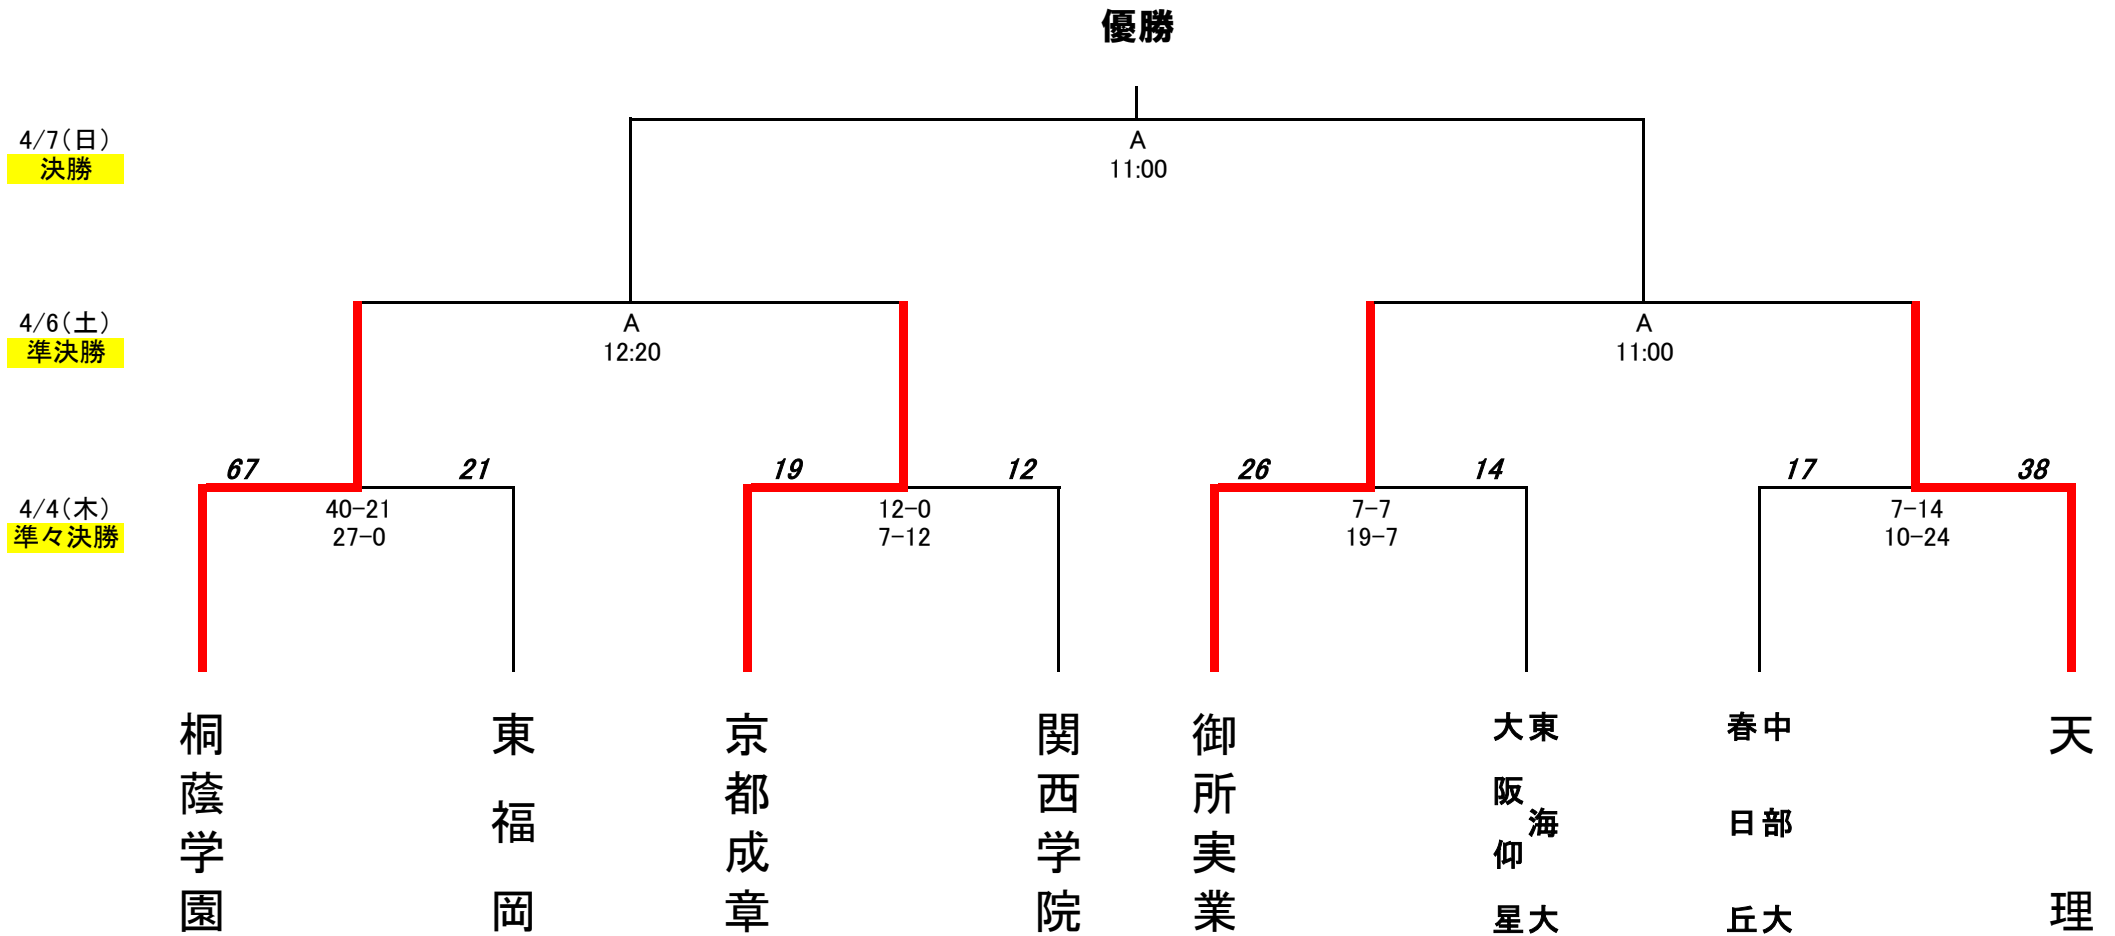 優勝
4/7(日)
決勝
A
11:00
4/6(土)
準決勝
A
12:20
A
11:00
67
21
19
12
26
14
17
38
4/4(木)
準々決勝
40-21
27-0
12-0
7-12
7-7
19-7
7-14
10-24
桐蔭学園
東福岡
京都成章
関西学院
御所実業
東海大
大阪仰星
中部大
春日丘
天理